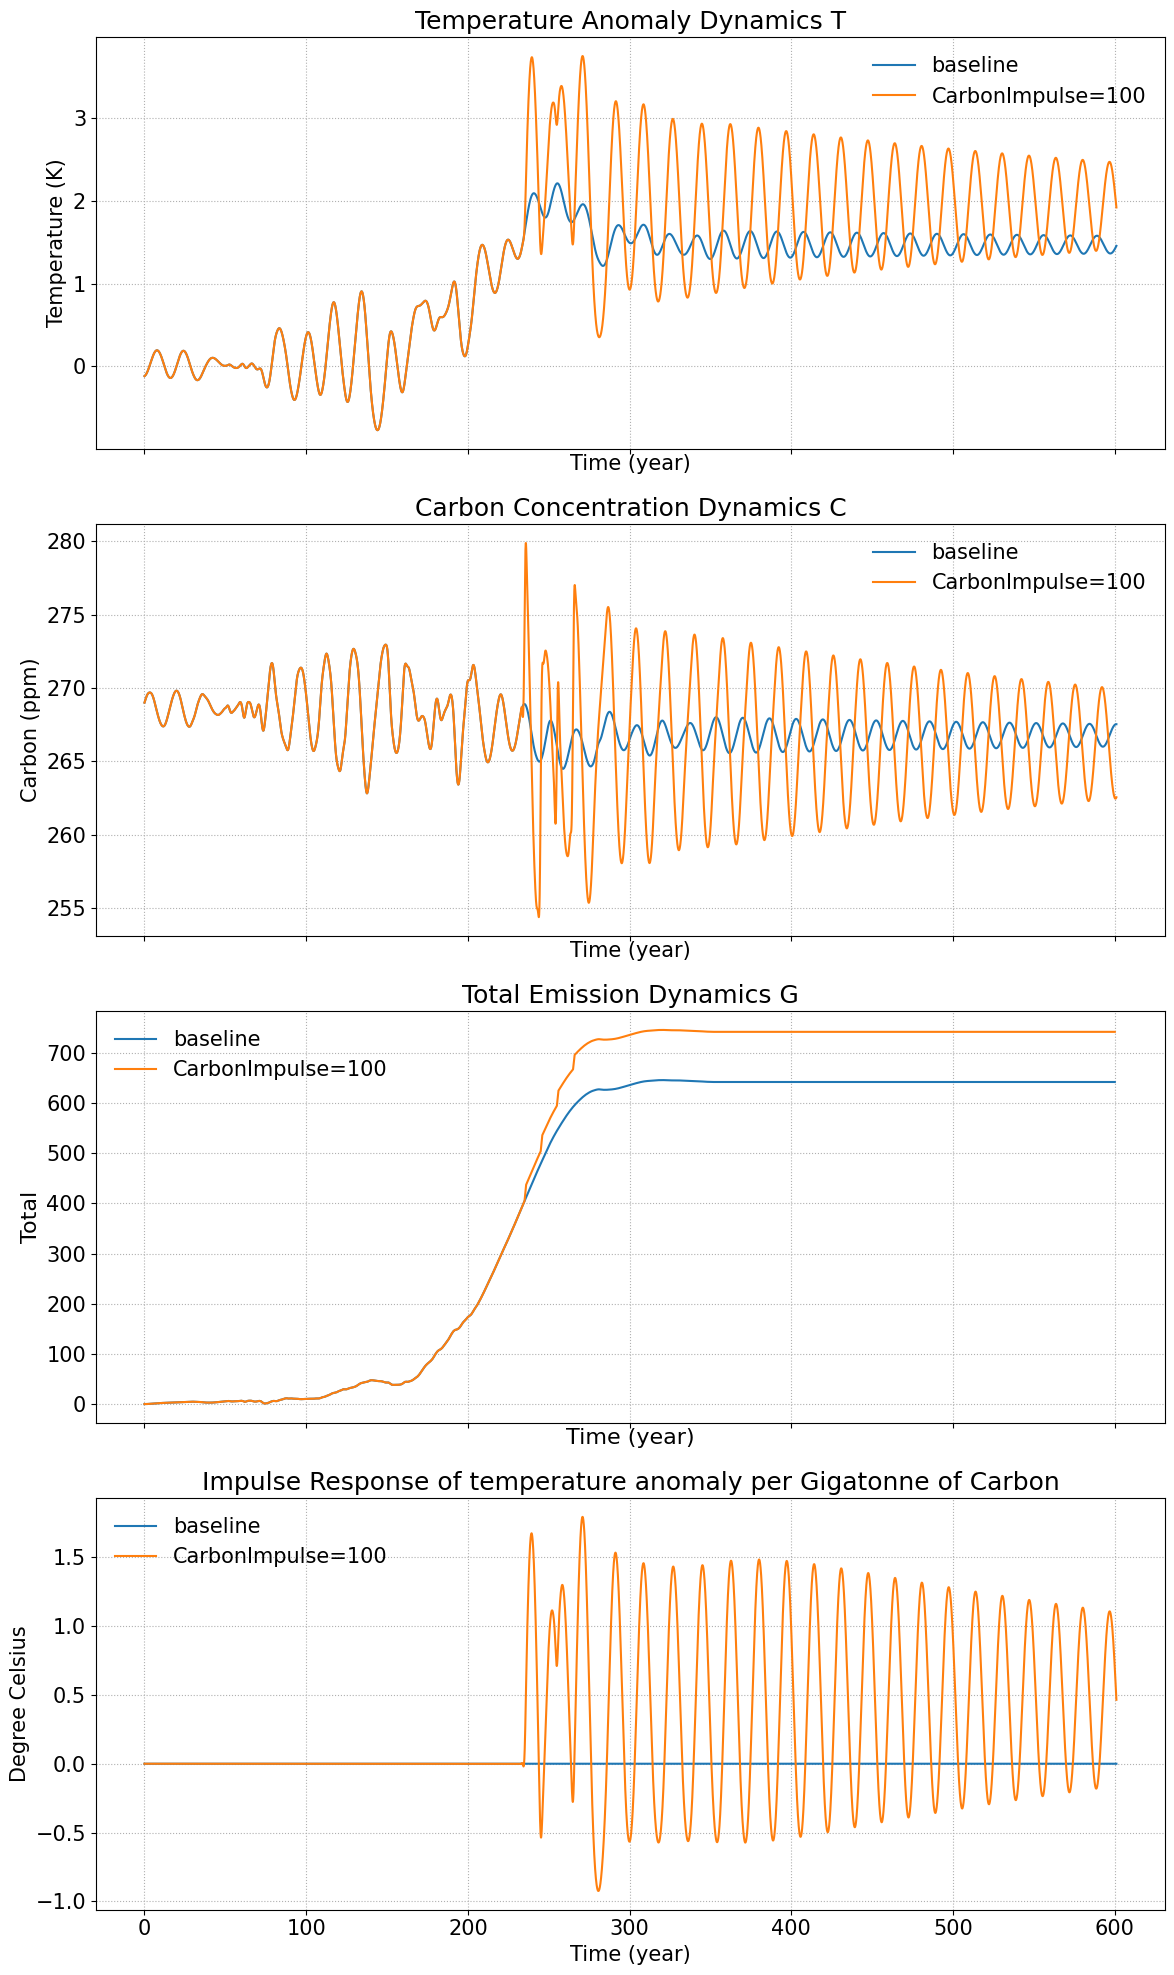 Temperature Anomaly Dynamics T
baseline
CarbonImpulse=100
Temperature (K)
3
2
1
0
Time (year)
Carbon Concentration Dynamics C
baseline
CarbonImpulse=100
Carbon (ppm)
280
275
270
265
260
255
Time (year)
Total Emission Dynamics G
baseline
CarbonImpulse=100
Total
700
600
500
400
300
200
100
0
Time (year)
Impulse Response of temperature anomaly per Gigatonne of Carbon
baseline
CarbonImpulse=100
Degree Celsius
1.5
1.0
0.5
0.0
−0.5
−1.0
0 100 200 300 400 500 600
Time (year)